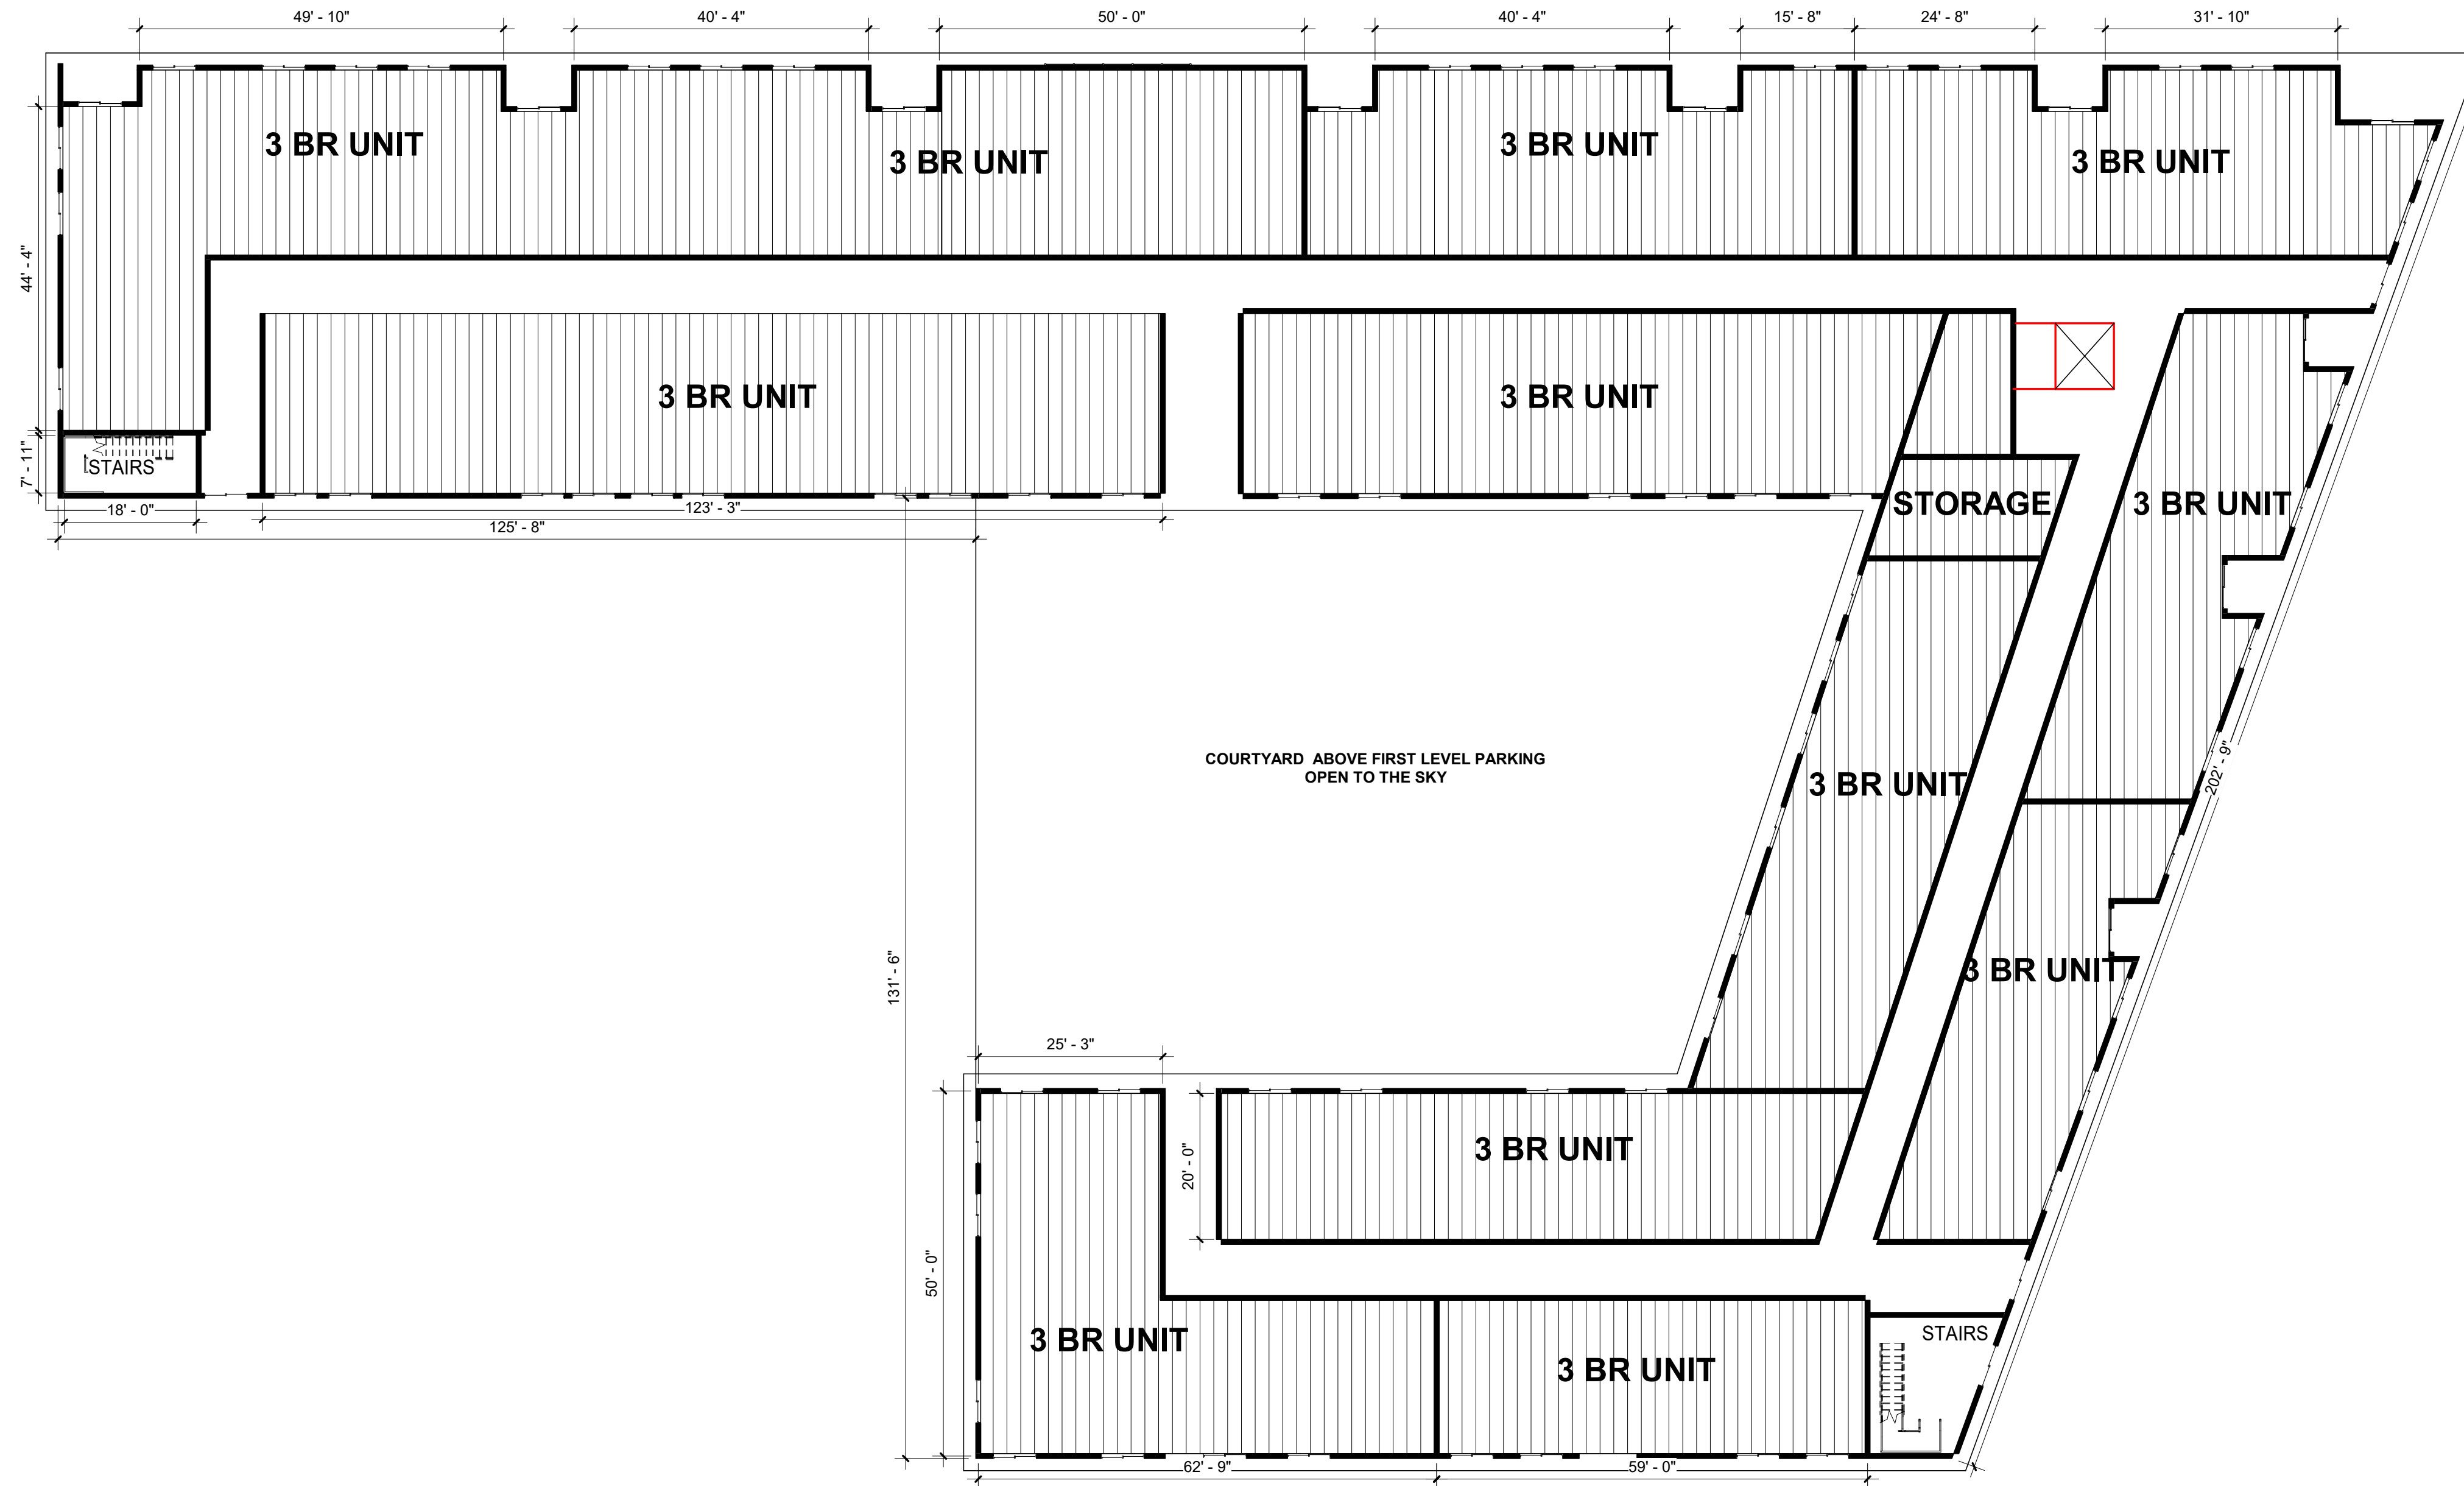 49' - 10"
40' - 4"
50' - 0"
40' - 4"
15' - 8"
24' - 8"
31' - 10"
3 BR UNIT
3 BR UNIT
3 BR UNIT
3 BR UNIT
44' - 4"
3 BR UNIT
3 BR UNIT
7' - 11"
STAIRS
STORAGE
3 BR UNIT
18' - 0"
123' - 3"
125' - 8"
COURTYARD ABOVE FIRST LEVEL PARKING
OPEN TO THE SKY
3 BR UNIT
202' - 9"
131' - 6"
3 BR UNIT
25' - 3"
20' - 0"
3 BR UNIT
50' - 0"
3 BR UNIT
3 BR UNIT
STAIRS
62' - 9"
59' - 0"